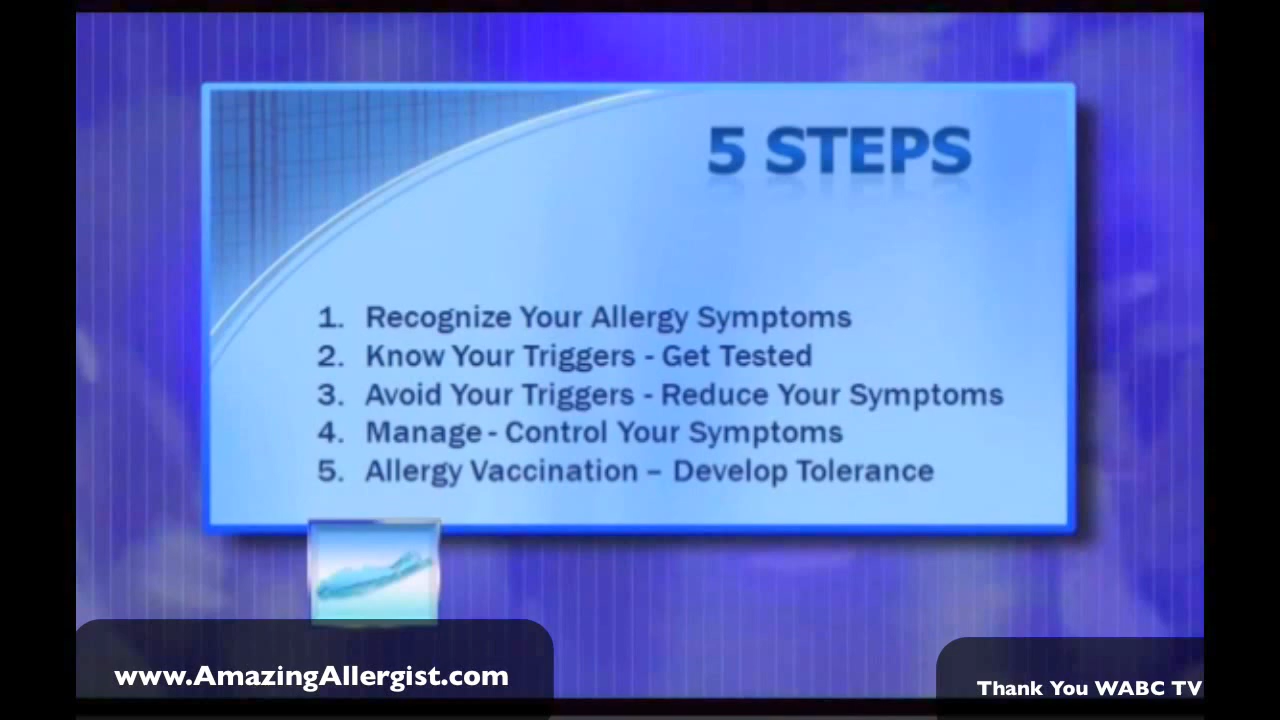 5 STEPS
1. Recognize Your Allergy Symptoms
2. Know Your Triggers - Get Tested
3. Avoid Your Triggers - Reduce Your Symptoms
4. Manage - Control Your Symptoms
5. Allergy Vaccination – Develop Tolerance
www.AmazingAllergist.com
Thank You WABC TV